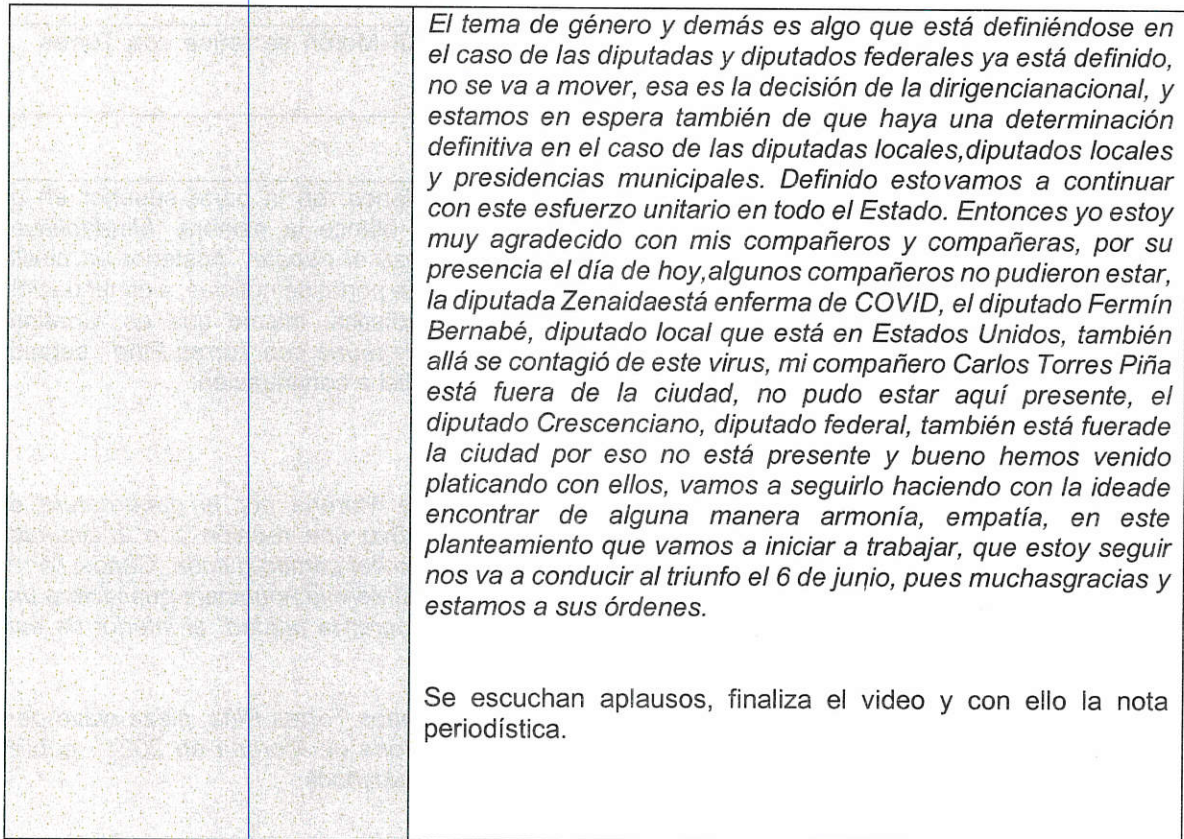 El tema de género y demás es algo que está definiéndose en
el caso de las diputadas y diputados federales ya está definido,
no se va a mover, esa es la decisión de la dirigencianacional, y
estamos en espera también de que haya una determinación
definitiva en el caso de las diputadas locales,diputados locales
y presidencias municipales. Definido estovamos a continuar
con este esfuerzo unitario en todo el Estado. Entonces yo estoy
muy agradecido con mis compañeros y compañeras, por su
presencia el día de hoy,algunos compañeros no pudieron estar,
la diputada Zenaidaestá enferma de COVID, el diputado Fermín
Bernabé, diputado local que está en Estados Unidos, también
allá se contagió de este virus, mi compañero Carlos Torres Piña
está fuera de la ciudad, no pudo estar aquí presente, el
diputado Crescenciano, diputado federal, también está fuerade
la ciudad por eso no está presente y bueno hemos venido
platicando con ellos, vamos a seguirlo haciendo con la ideade
encontrar de alguna manera armonía, empatía, en este
planteamiento que vamos a iniciar a trabajar, que estoy seguir
nos va a conducir al triunfo el 6 de junio, pues muchasgracias y
estamos a sus órdenes.
Se escuchan aplausos, finaliza el video y con ello la nota
periodística.